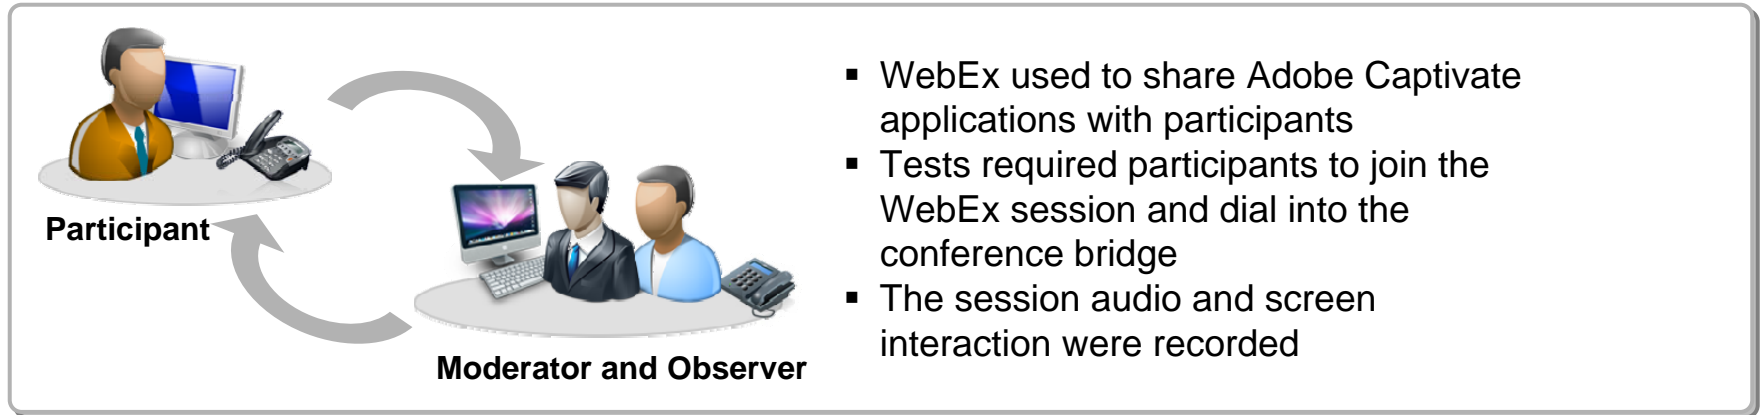 Participant
Moderator and Observer
▪ WebEx used to share Adobe Captivate
applications with participants
▪ Tests required participants to join the
WebEx session and dial into the
conference bridge
▪ The session audio and screen
interaction were recorded